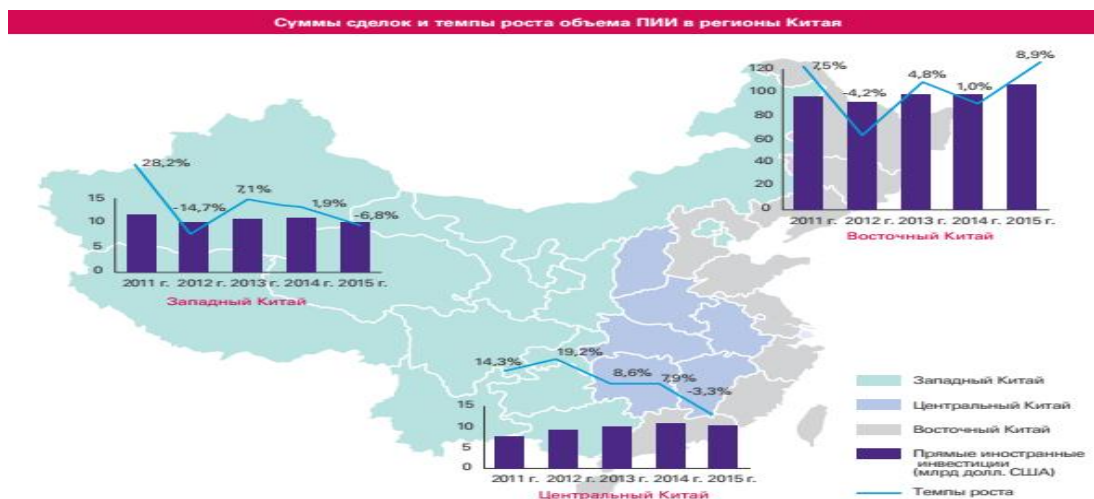 Суммы сделок и темпы роста объема ПИИ в регионы Китая
28,2%
-14,7%
7,1%
1,9%
-6,8%
15
10
5
0
2011 г. 2012 г. 2013 г. 2014 г. 2015 г.
Западный Китай
7,5%
-4,2%
4,8%
1,0%
8,9%
120
100
80
60
40
20
0
2011 г. 2012 г. 2013 г. 2014 г. 2015 г.
Восточный Китай
14,3%
19,2%
8,6%
7,9%
-3,3%
15
10
5
0
2011 г. 2012 г. 2013 г. 2014 г. 2015 г.
Центральный Китай
Западный Китай
Центральный Китай
Восточный Китай
Прямые иностранные
инвестиции
(млрд долл. США)
Темпы роста